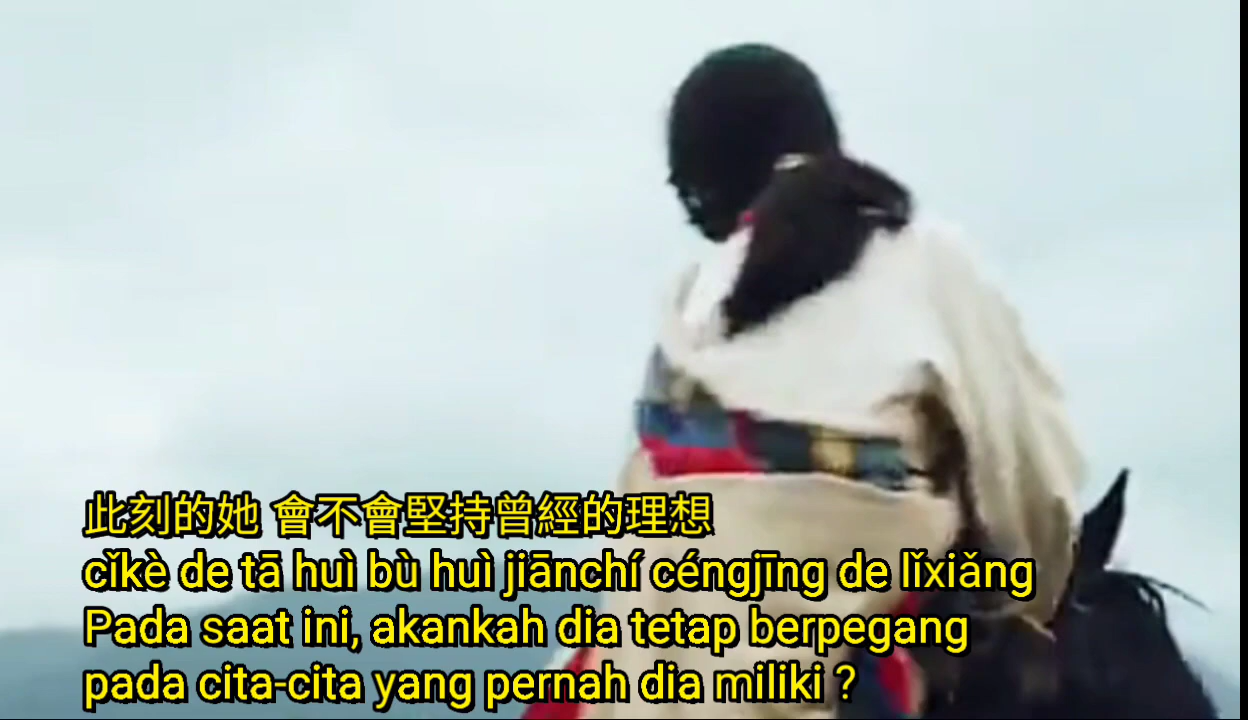 此刻的她 會不會堅持曾經的理想
cǐkè de tā huì bù huì jiānchí céngjīng de lǐxiǎng
Pada saat ini, akankah dia tetap berpegang
pada cita-cita yang pernah dia miliki ?